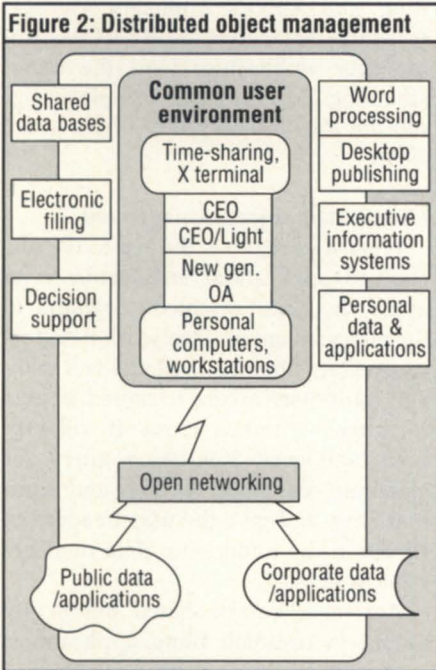 Figure 2: Distributed object management
Common user
environment
Shared
data bases
Electronic
filing
Decision
support
Time-sharing,
X terminal
CEO
CEO/Light
New gen.
OA
Personal
computers,
workstations
Word
processing
Desktop
publishing
Executive
information
systems
Personal
data &
applications
Open networking
Public data
/applications
Corporate data
/applications